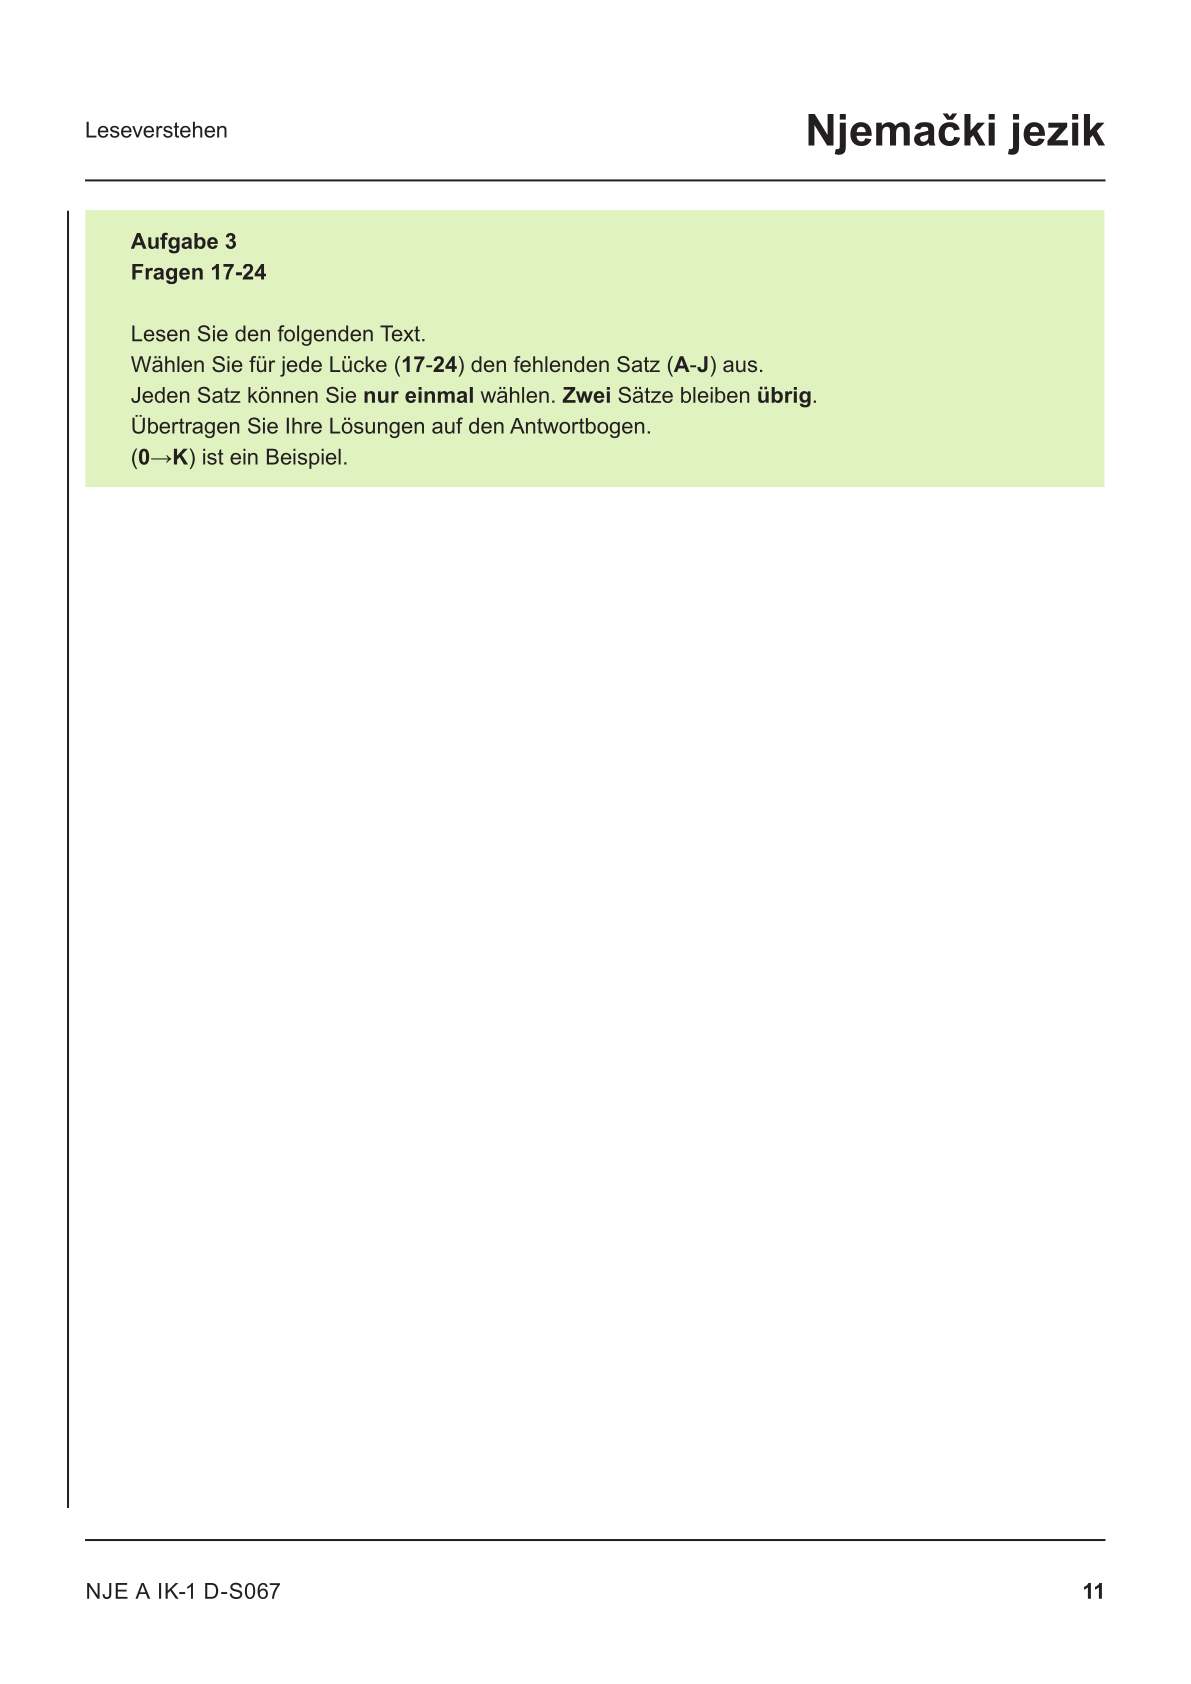 Leseverstehen
Njemački jezik
Aufgabe 3
Fragen 17-24
Lesen Sie den folgenden Text.
Wählen Sie für jede Lücke (17-24) den fehlenden Satz (A-J) aus.
Jeden Satz können Sie nur einmal wählen. Zwei Sätze bleiben übrig.
Übertragen Sie Ihre Lösungen auf den Antwortbogen.
(0→K) ist ein Beispiel.
NJE A IK-1 D-S067
11